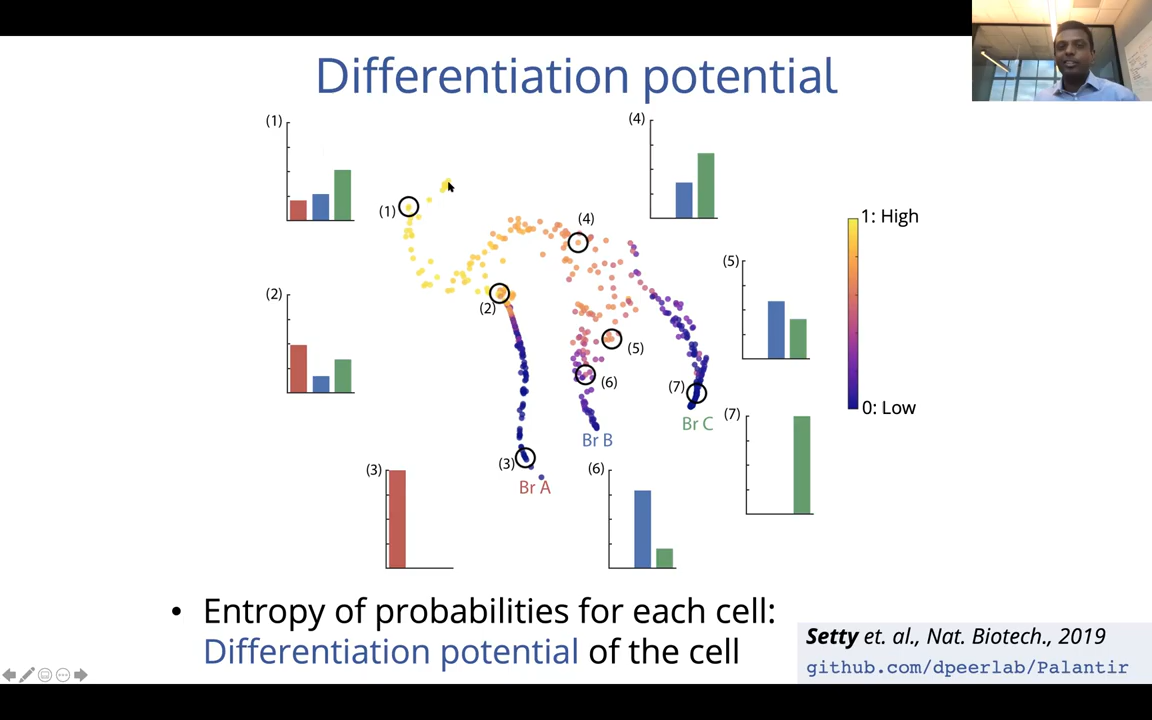 Differentiation potential
(1)
(4)
(1)
(4)
1: High
(5)
(2)
(2)
(5)
(6)
(7)
0: Low
(7)
Br C
Br B
(3)
(3)
(6)
Br A
• Entropy of probabilities for each cell:
Differentiation potential of the cell
Setty et. al., Nat. Biotech., 2019
github.com/dpeerlab/Palantir